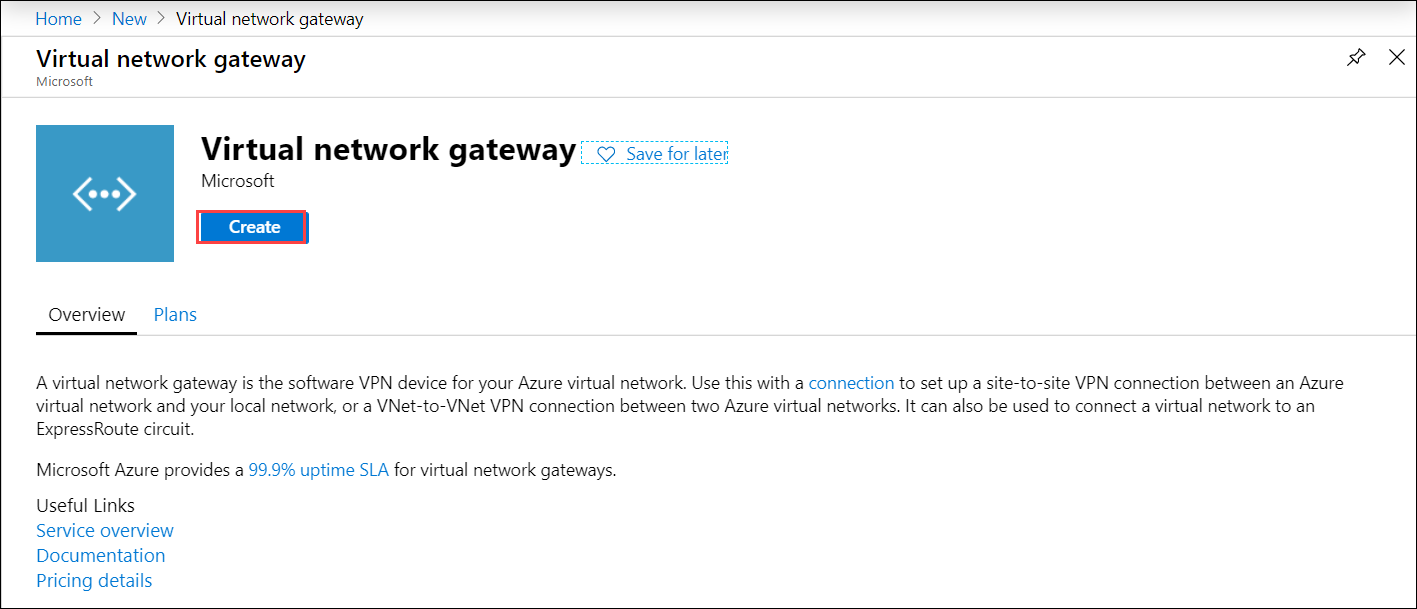 Home > New > Virtual network gateway
Virtual network gateway
Microsoft
Virtual network gateway
Save for later
Microsoft
Create
Overview Plans
A virtual network gateway is the software VPN device for your Azure virtual network. Use this with a connection to set up a site-to-site VPN connection between an Azure
virtual network and your local network, or a VNet-to-VNet VPN connection between two Azure virtual networks. It can also be used to connect a virtual network to an
ExpressRoute circuit.
Microsoft Azure provides a 99.9% uptime SLA for virtual network gateways.
Useful Links
Service overview
Documentation
Pricing details